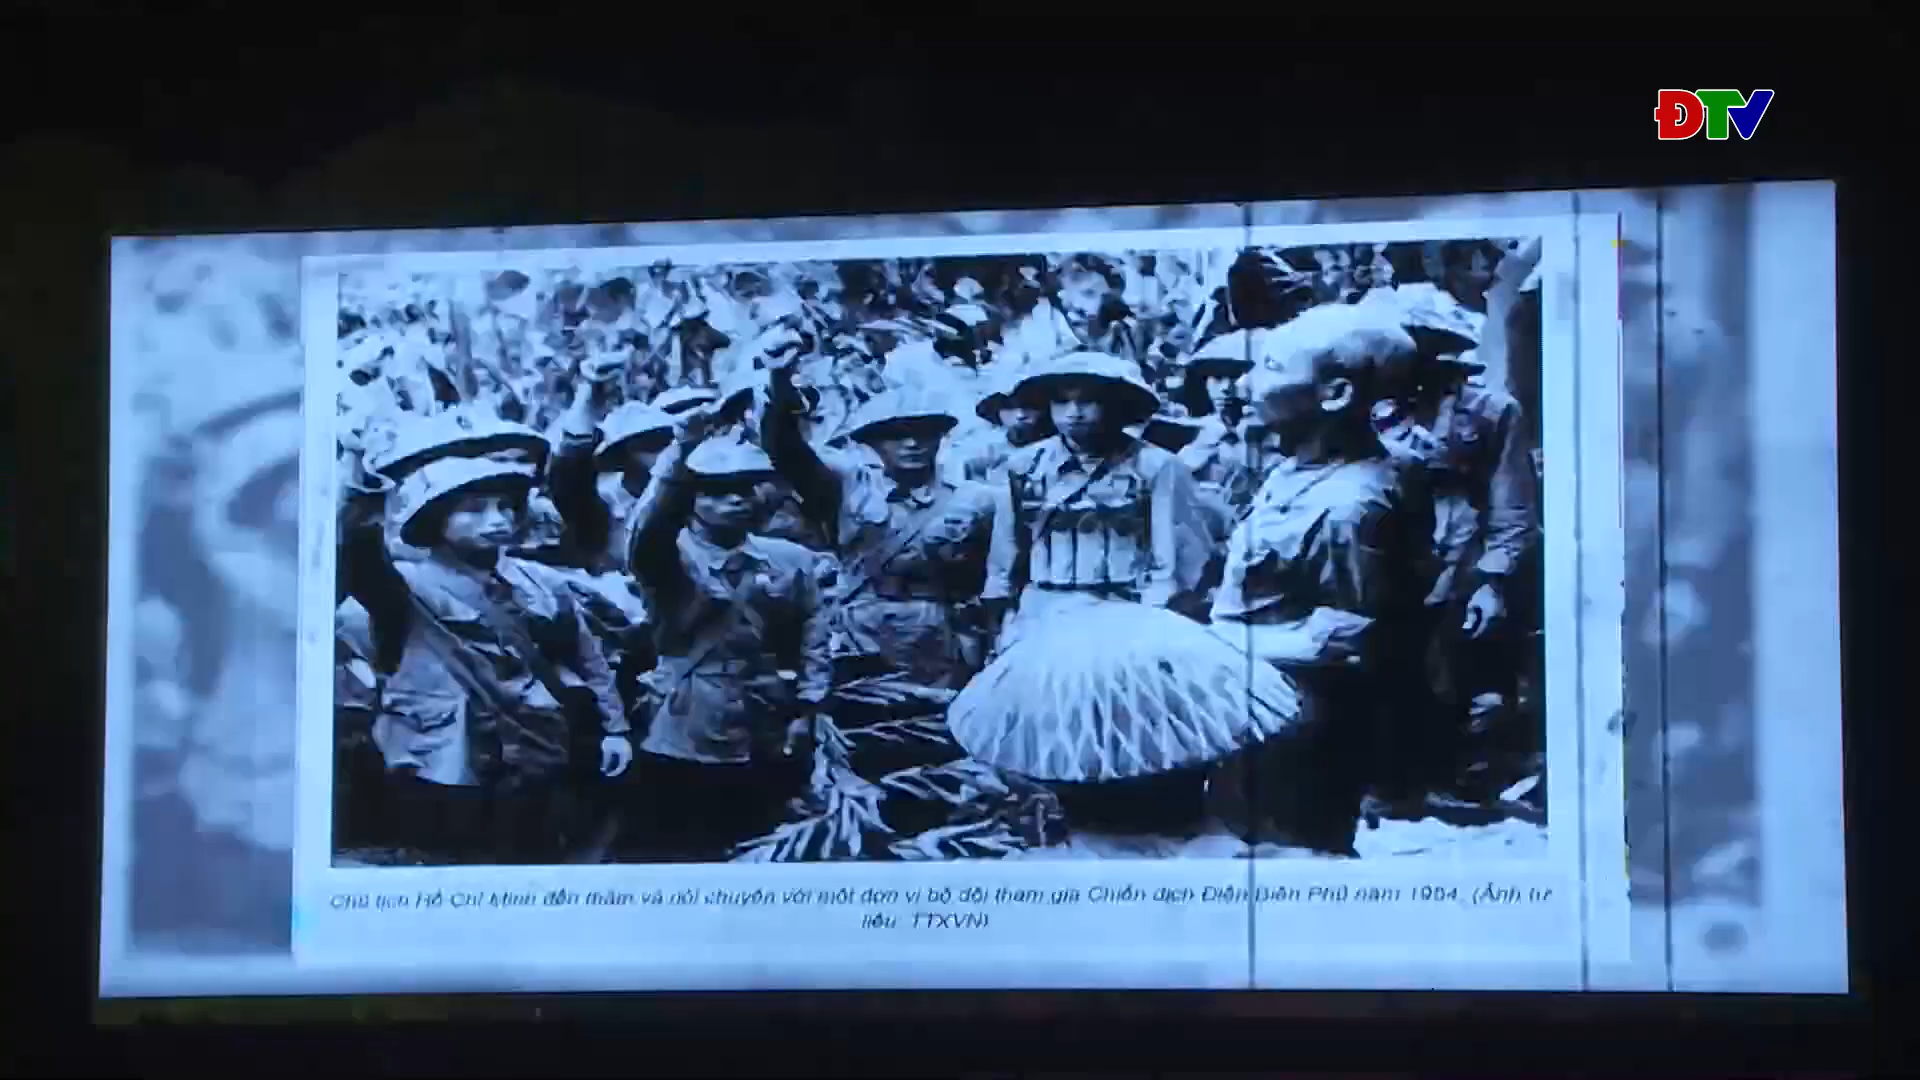 ĐTV
Chủ tịch Hồ Chí Minh đến thăm và nói chuyện với một đơn vị bộ đội tham gia Chiến dịch Điện Biên Phủ năm 1954. (Ảnh tư
liệu: TTXVN)